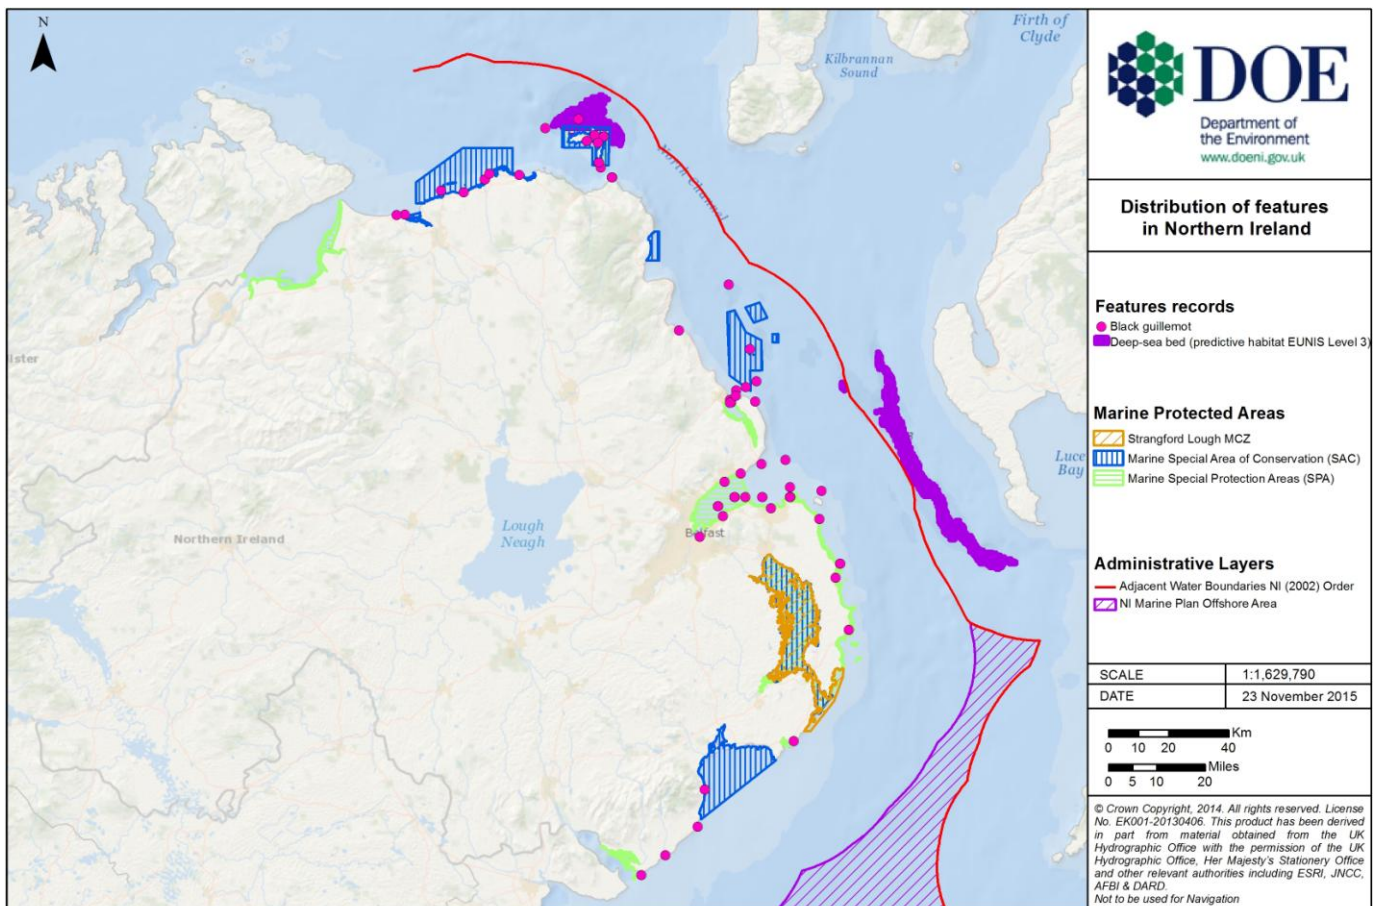 N
Firth of
Clyde
Kilbrannan
Sound
North Channel
lster
Luce
Bay
Northern Ireland
Lough
Neagh
Belfast
DOE
Department of
the Environment
www.doeni.gov.uk
Distribution of features
in Northern Ireland
Features records
Black guillemot
Deep-sea bed (predictive habitat EUNIS Level 3)
Marine Protected Areas
Strangford Lough MCZ
Marine Special Area of Conservation (SAC)
Marine Special Protection Areas (SPA)
Administrative Layers
Adjacent Water Boundaries NI (2002) Order
NI Marine Plan Offshore Area
SCALE 1:1,629,790
DATE 23 November 2015
Km
0 10 20 40
Miles
0 5 10 20
© Crown Copyright, 2014. All rights reserved. License
No. EK001-20130406. This product has been derived
in part from material obtained from the UK
Hydrographic Office with the permission of the UK
Hydrographic Office, Her Majesty's Stationery Office
and other relevant authorities including ESRI, JNCC,
AFBI & DARD.
Not to be used for Navigation